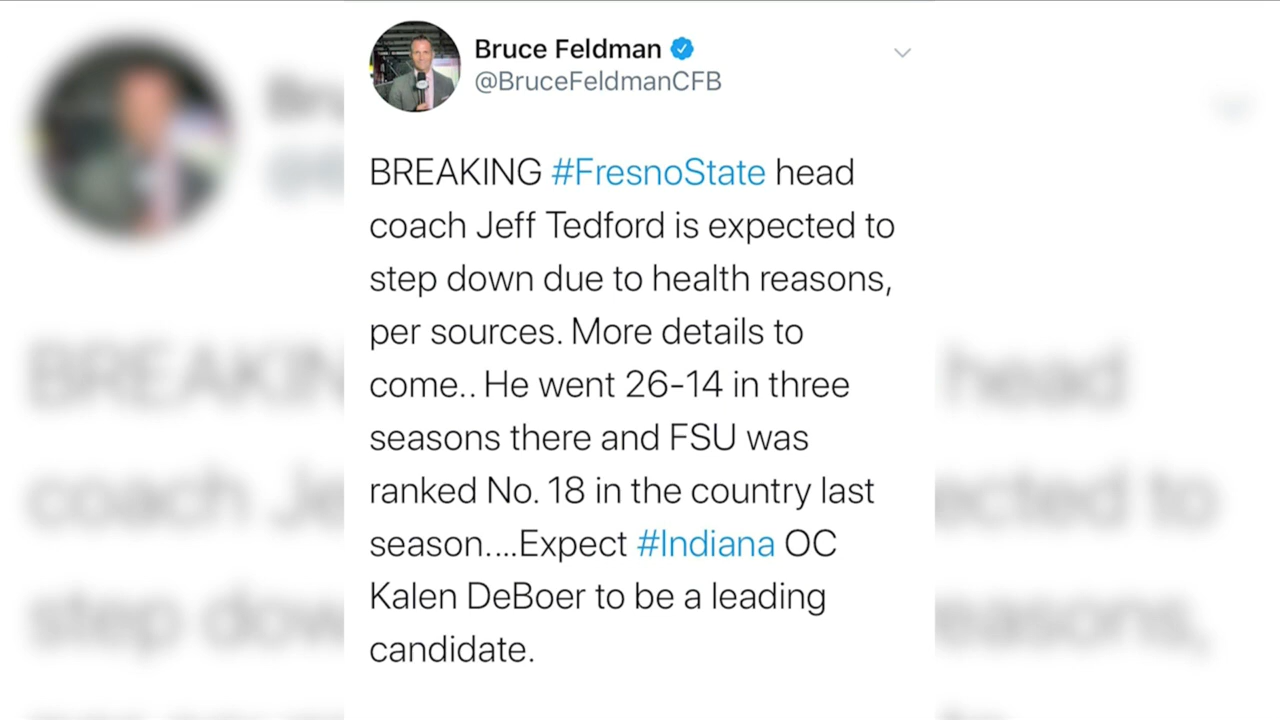 Bruce Feldman
@BruceFeldmanCFB
BREAKING #FresnoState head
coach Jeff Tedford is expected to
step down due to health reasons,
per sources. More details to
come.. He went 26-14 in three
seasons there and FSU was
ranked No. 18 in the country last
season....Expect #Indiana OC
Kalen DeBoer to be a leading
candidate.